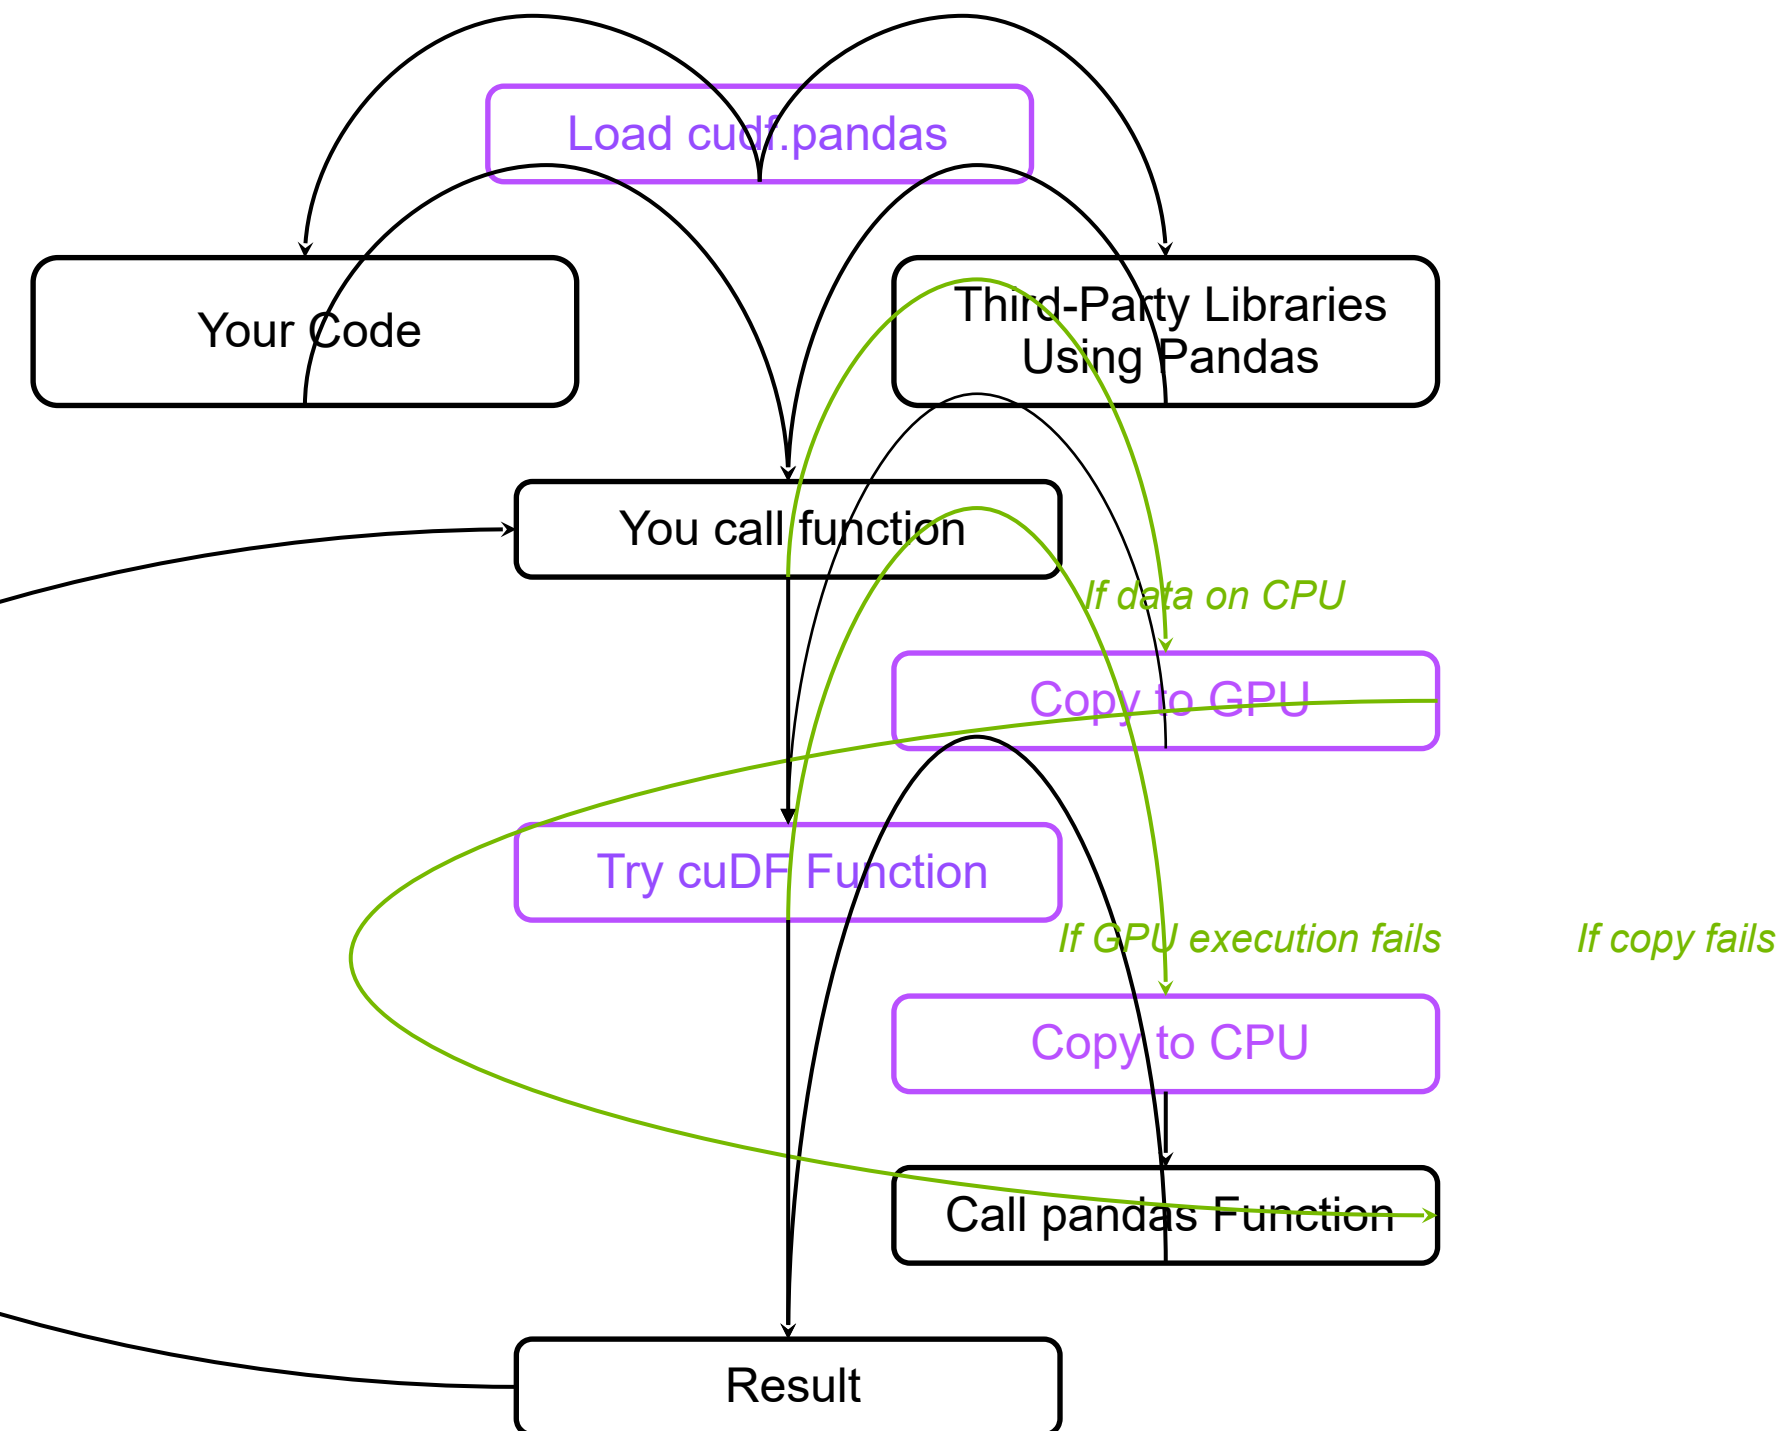 Load cudf.pandas
Your Code
Third-Party Libraries
Using Pandas
You call function
If data on CPU
Copy to GPU
Try cuDF Function
If GPU execution fails
If copy fails
Copy to CPU
Call pandas Function
Result